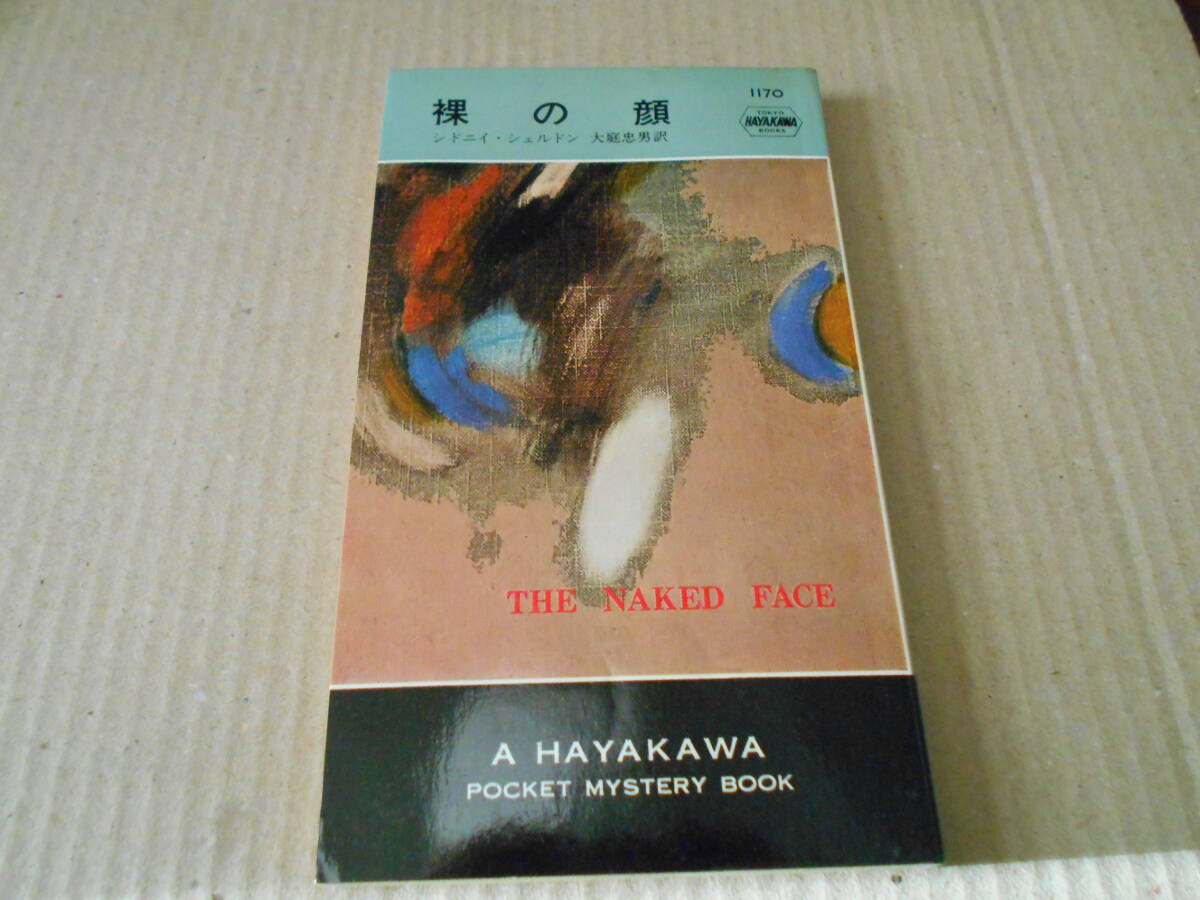 裸の顔
シドニイ・シェルドン 大庭忠男訳
1170
TOKYO
HAYAKAWA
BOOKS
THE NAKED FACE
A HAYAKAWA
POCKET MYSTERY BOOK